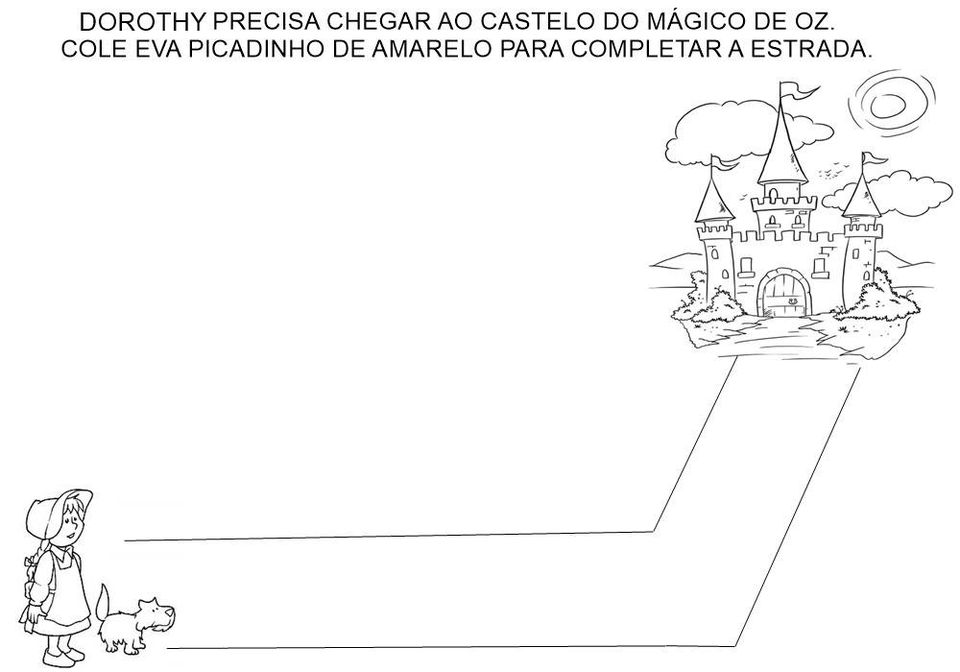 DOROTHY PRECISA CHEGAR AO CASTELO DO MÁGICO DE OZ.
COLE EVA PICADINHO DE AMARELO PARA COMPLETAR A ESTRADA.